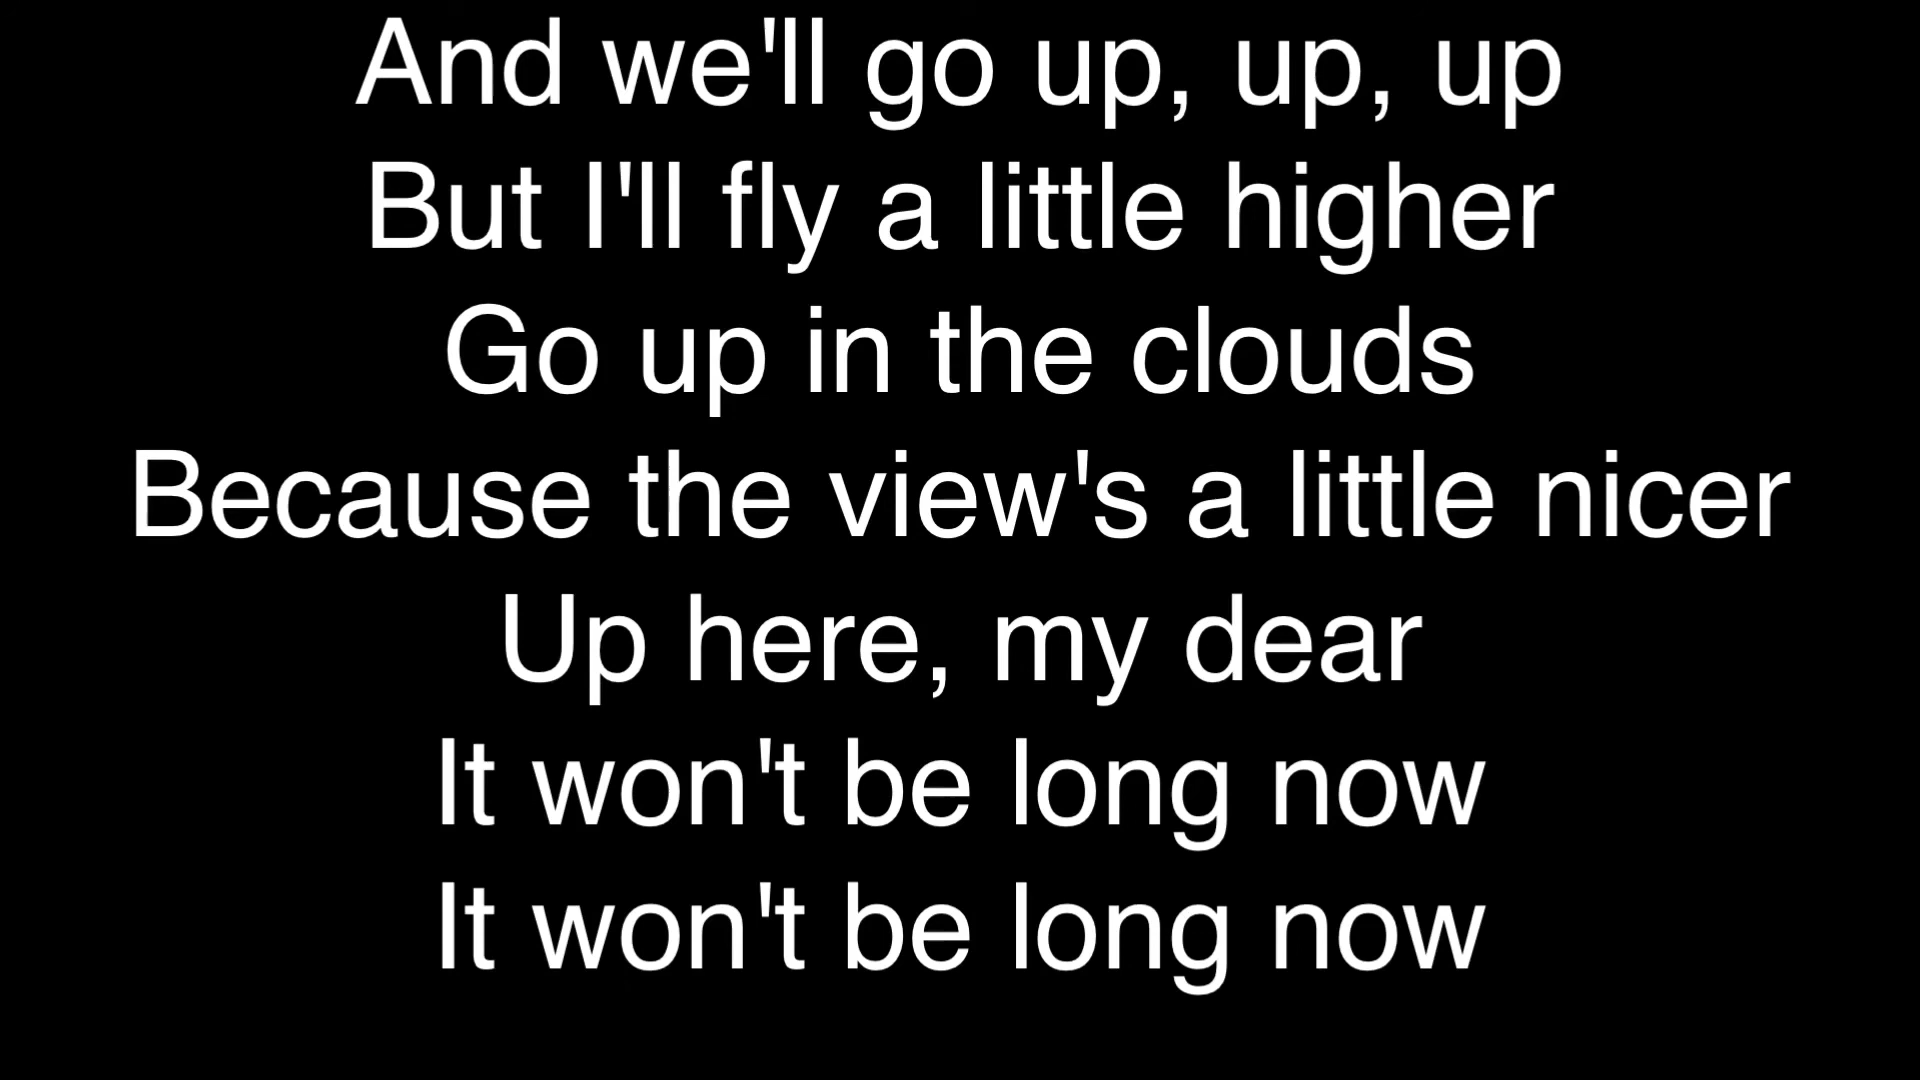 And we'll go up, up, up
But I'll fly a little higher
Go up in the clouds
Because the view's a little nicer
Up here, my dear
It won't be long now
It won't be long now